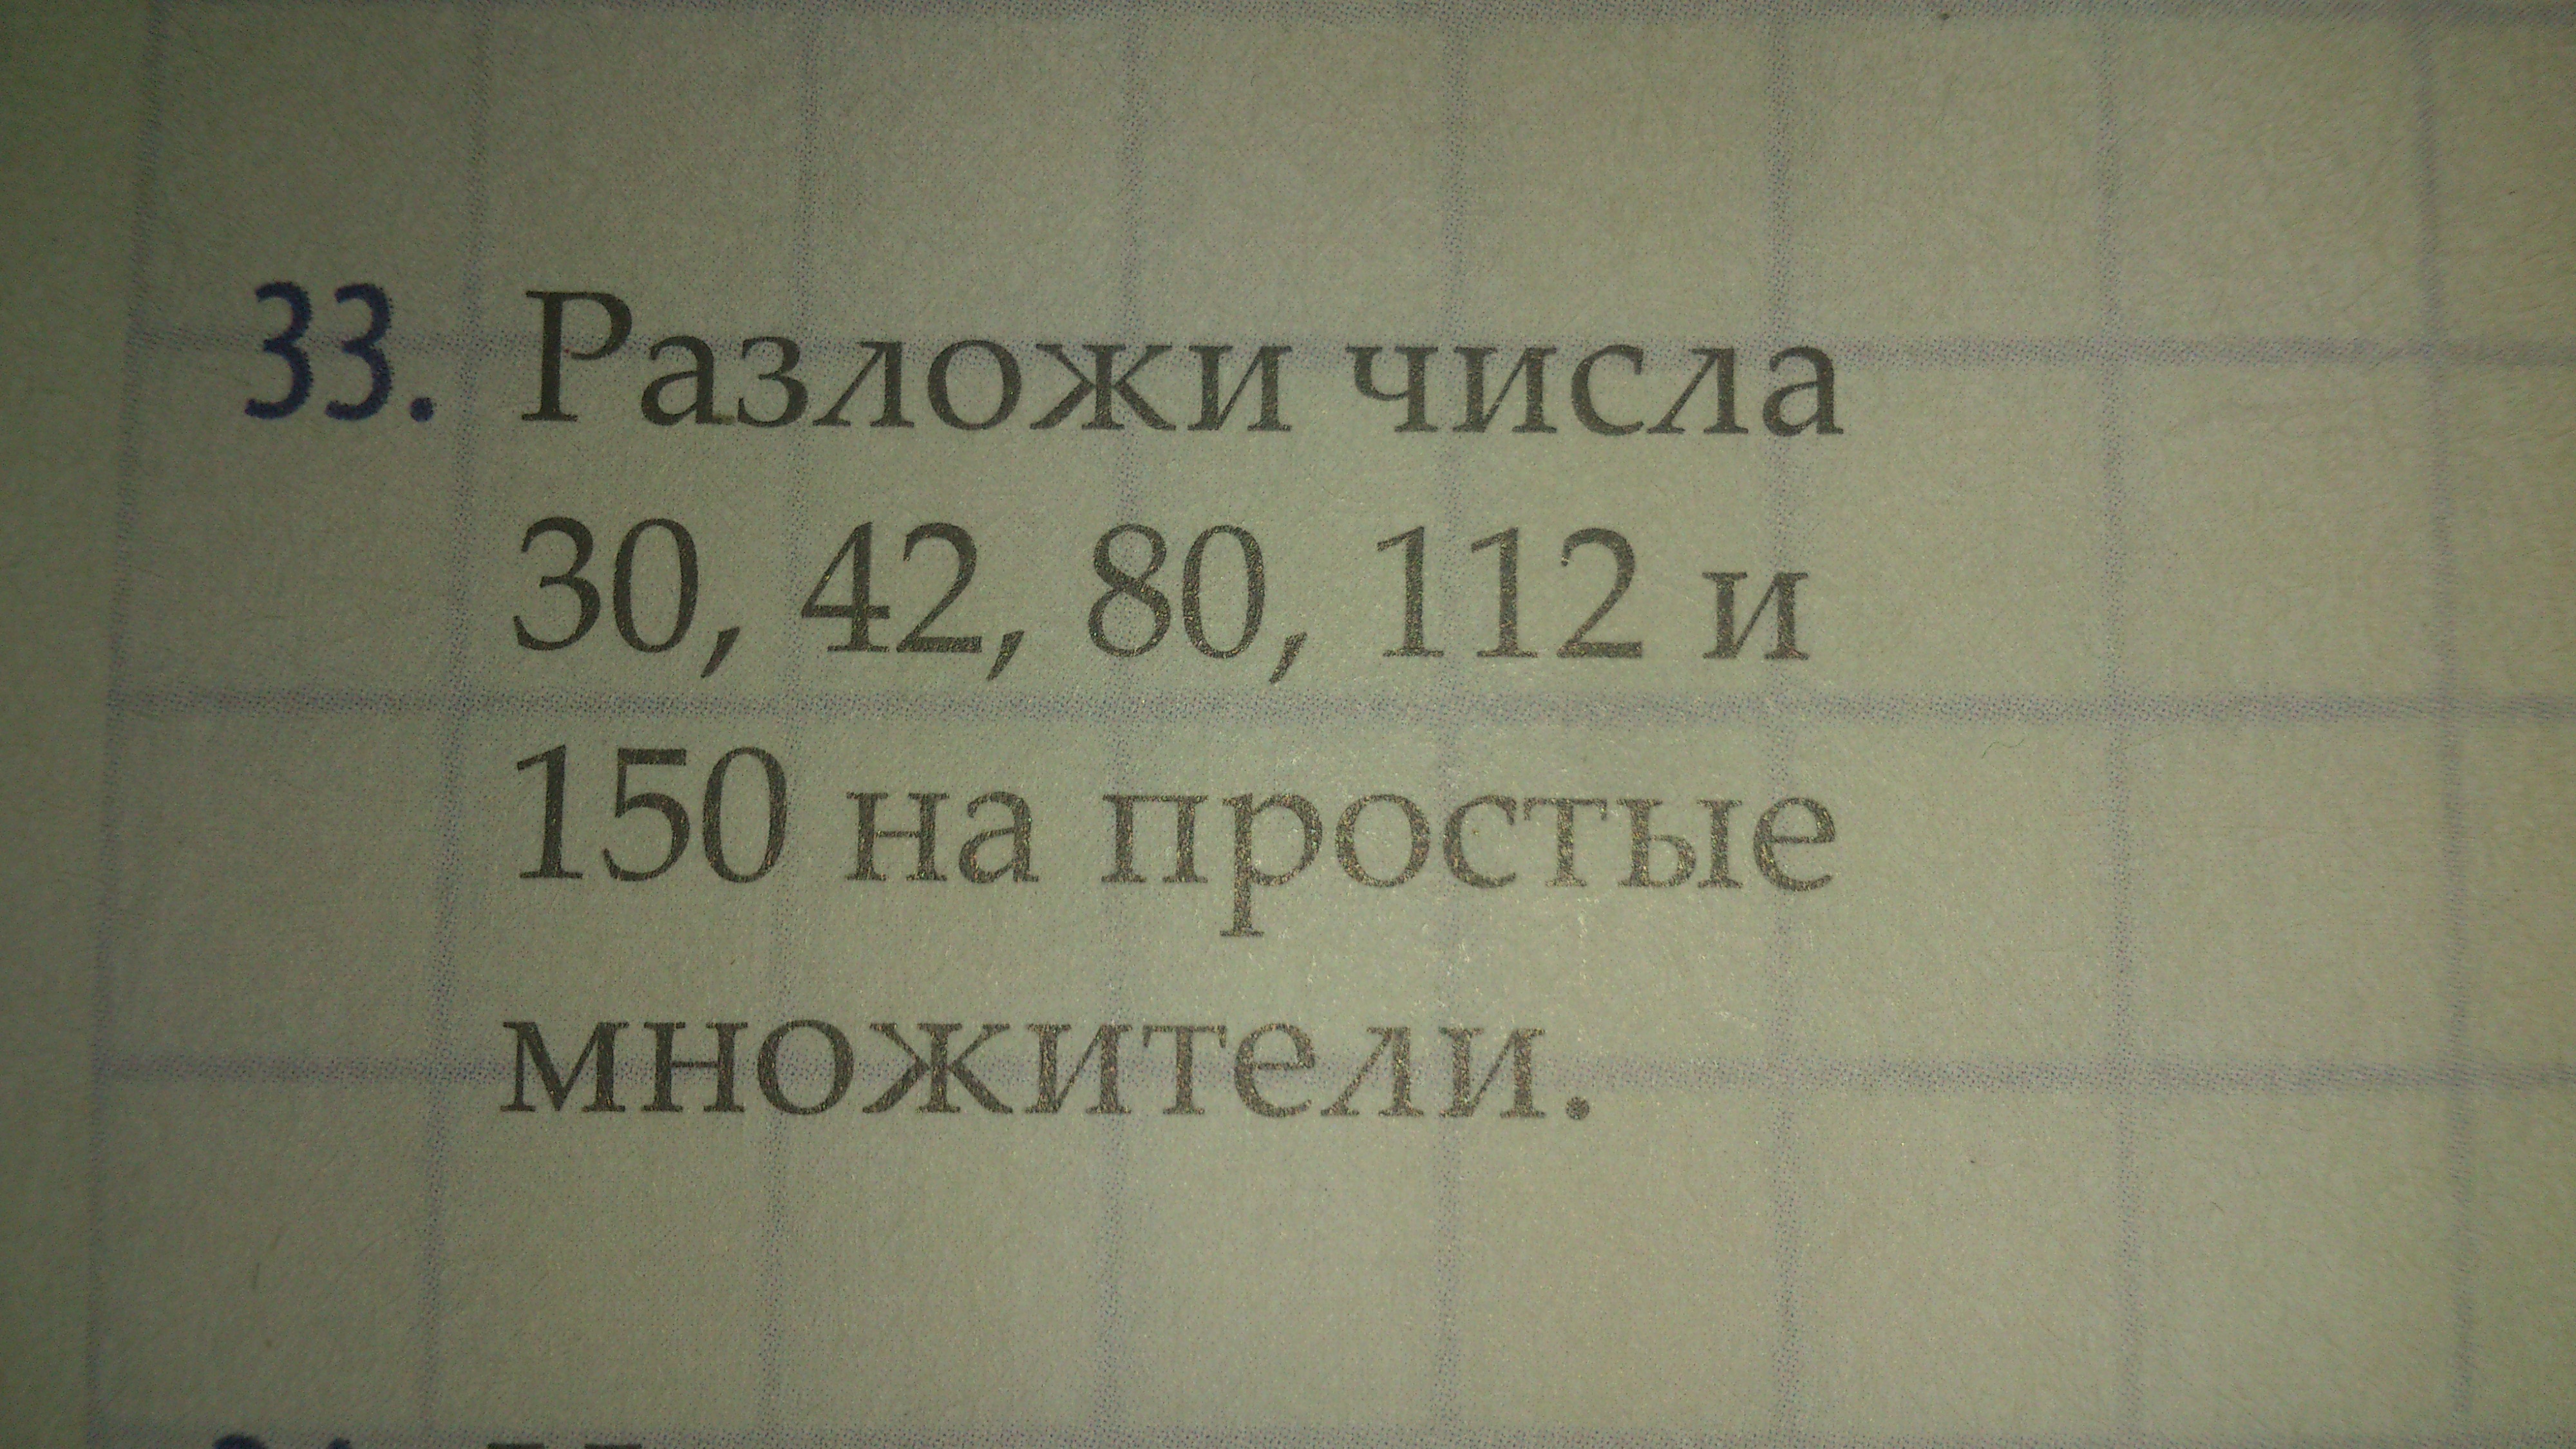 33. Разложи числа
30, 42, 80, 112 и
150 на простые
множители.